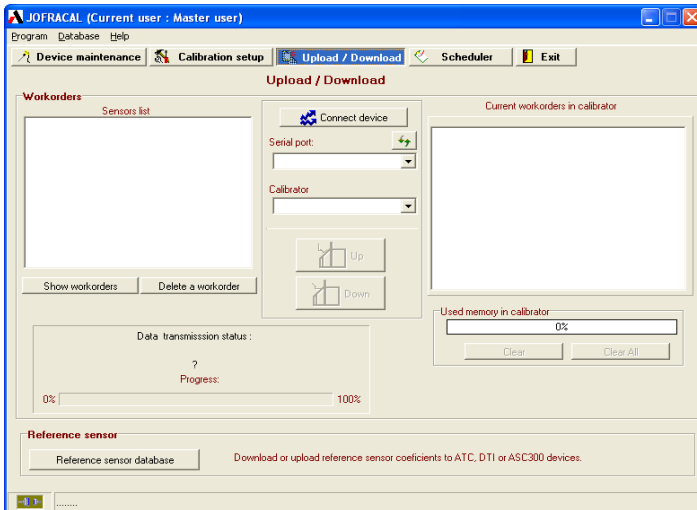 JOFRACAL (Current user : Master user)
Program Database Help
Device maintenance Calibration setup Upload / Download Scheduler Exit
Upload / Download
Workorders
Sensors list
Connect device
Current workorders in calibrator
Serial port:
Calibrator
Up
Show workorders Delete a workorder
Down
Used memory in calibrator
0%
Clear Clear All
Data transmisssion status :
?
Progress:
0% 100%
Reference sensor
Reference sensor database
Download or upload reference sensor coeficients to ATC, DTI or ASC300 devices.
........